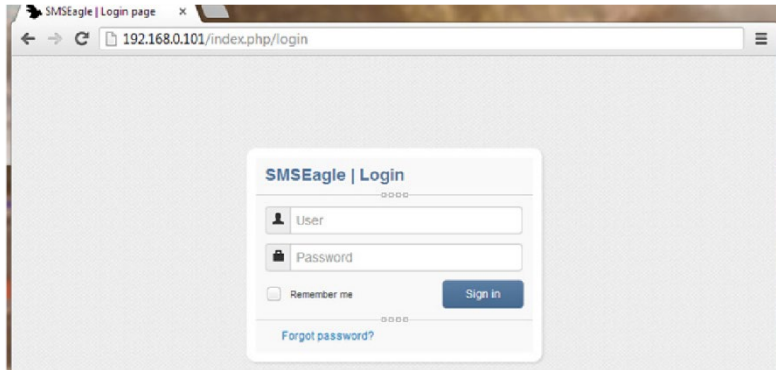 SMSEagle | Login page
192.168.0.101/index.php/login
SMSEagle | Login
User
Password
Remember me
Sign in
Forgot password?